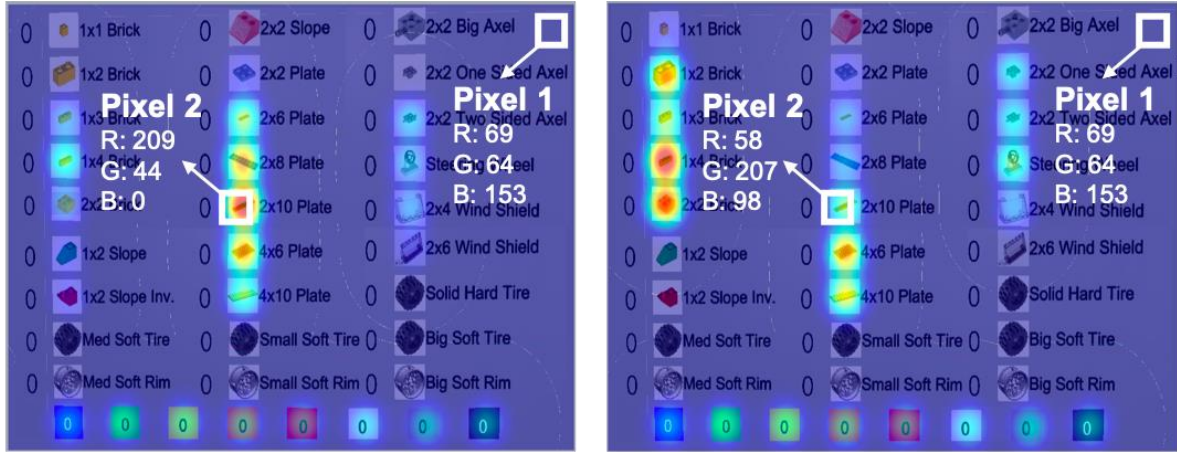 0 1x1 Brick 0 2x2 Slope 0 2x2 Big Axel
0 1x2 Brick 0 2x2 Plate 0 2x2 One Sided Axel
Pixel 2
Pixel 1
0 1x3 Brick 0 2x6 Plate 0 2x2 Two Sided Axel
R: 209
R: 69
0 1x4 Brick 0 2x8 Plate 0 Steering Wheel
G: 44
G: 64
0 2x2 Brick 2x10 Plate 0 2x4 Wind Shield
B: 0
B: 153
0 1x2 Slope 0 4x6 Plate 0 2x6 Wind Shield
0 1x2 Slope Inv. 0 4x10 Plate 0 Solid Hard Tire
0 Med Soft Tire 0 Small Soft Tire 0 Big Soft Tire
0 Med Soft Rim 0 Small Soft Rim 0 Big Soft Rim
0 0 0 0 0 0 0 0
0 1x1 Brick 0 2x2 Slope 0 2x2 Big Axel
0 1x2 Brick 0 2x2 Plate 0 2x2 One Sided Axel
Pixel 2
Pixel 1
0 1x3 Brick 0 2x6 Plate 0 2x2 Two Sided Axel
R: 58
R: 69
0 1x4 Brick 0 2x8 Plate 0 Steering Wheel
G: 207
G: 64
0 2x2 Brick 2x10 Plate 0 2x4 Wind Shield
B: 98
B: 153
0 1x2 Slope 0 4x6 Plate 0 2x6 Wind Shield
0 1x2 Slope Inv. 0 4x10 Plate 0 Solid Hard Tire
0 Med Soft Tire 0 Small Soft Tire 0 Big Soft Tire
0 Med Soft Rim 0 Small Soft Rim 0 Big Soft Rim
0 0 0 0 0 0 0 0